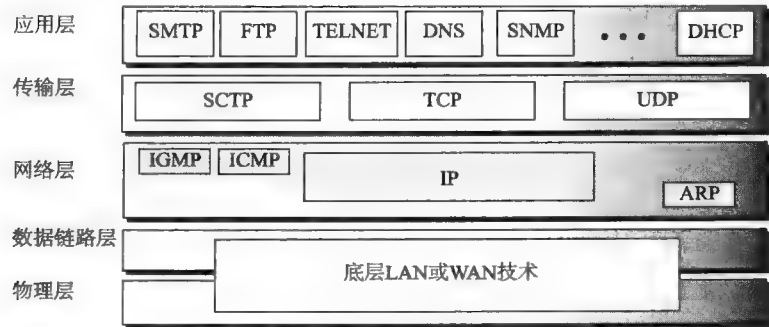 应用层 SMTP FTP TELNET DNS SNMP ••• DHCP
传输层 SCTP TCP UDP
网络层 IGMP ICMP IP ARP
数据链路层
底层LAN或WAN技术
物理层